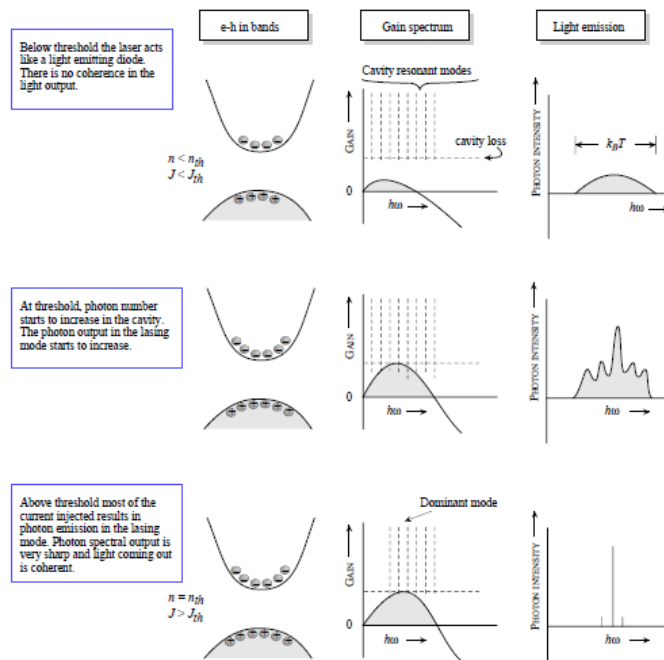 e-h in bands
Gain spectrum
Light emission
Below threshold the laser acts
like a light emitting diode.
There is no coherence in the
light output.
n < nth
J < Jth
Cavity resonant modes
GAIN
cavity loss
0
ħω
PHOTON INTENSITY
kBT
ħω
At threshold, photon number
starts to increase in the cavity.
The photon output in the lasing
mode starts to increase.
GAIN
0
ħω
PHOTON INTENSITY
ħω
Above threshold most of the
current injected results in
photon emission in the lasing
mode. Photon spectral output is
very sharp and light coming out
is coherent.
n = nth
J > Jth
Dominant mode
GAIN
0
ħω
PHOTON INTENSITY
ħω